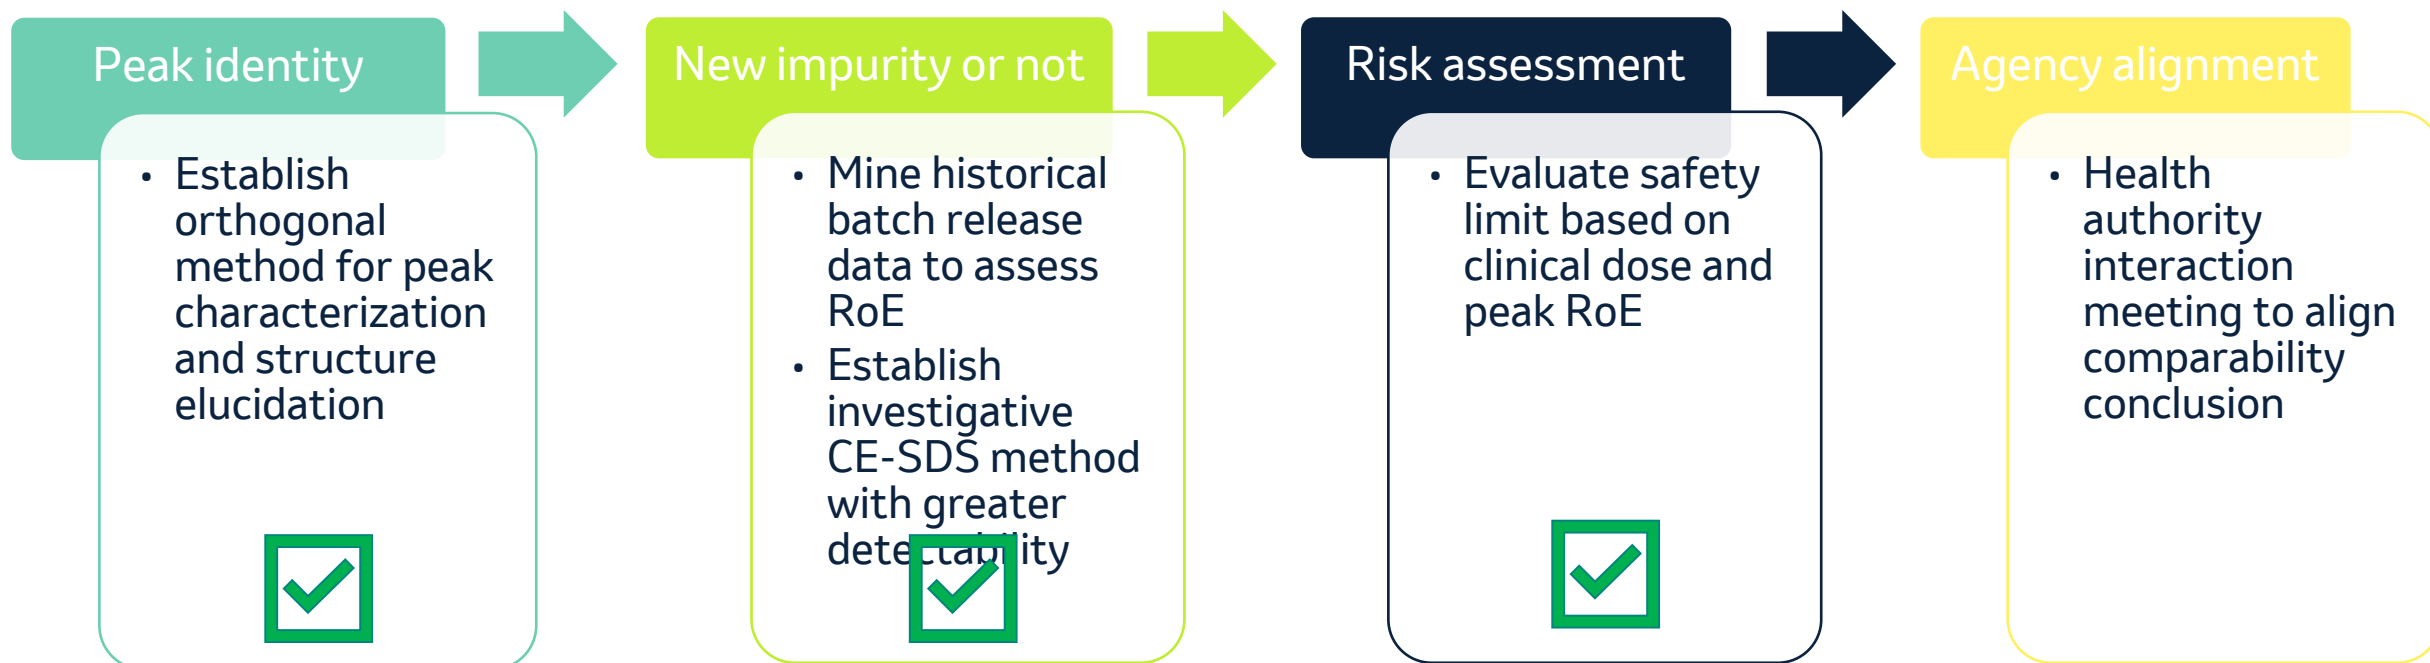 Peak identity
• Establish
orthogonal
method for peak
characterization
and structure
elucidation
New impurity or not
• Mine historical
batch release
data to assess
RoE
• Establish
investigative
CE-SDS method
with greater
detectability
Risk assessment
• Evaluate safety
limit based on
clinical dose and
peak RoE
Agency alignment
• Health
authority
interaction
meeting to align
comparability
conclusion